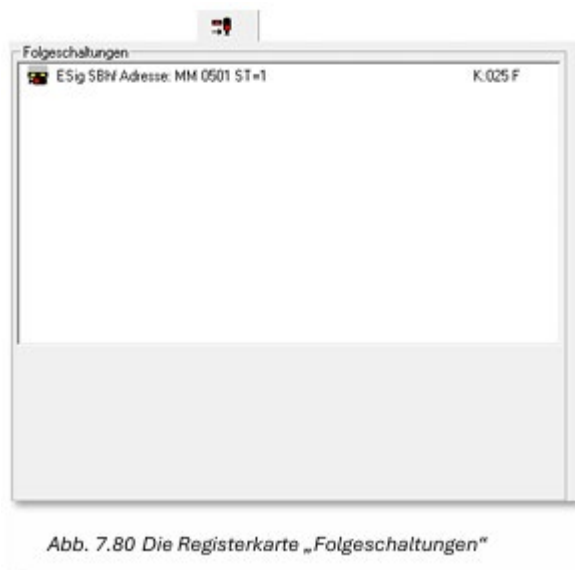 Folgeschaltungen
ESig SBhf Adresse: MM 0501 ST=1 K:025 F
Abb. 7.80 Die Registerkarte „Folgeschaltungen“